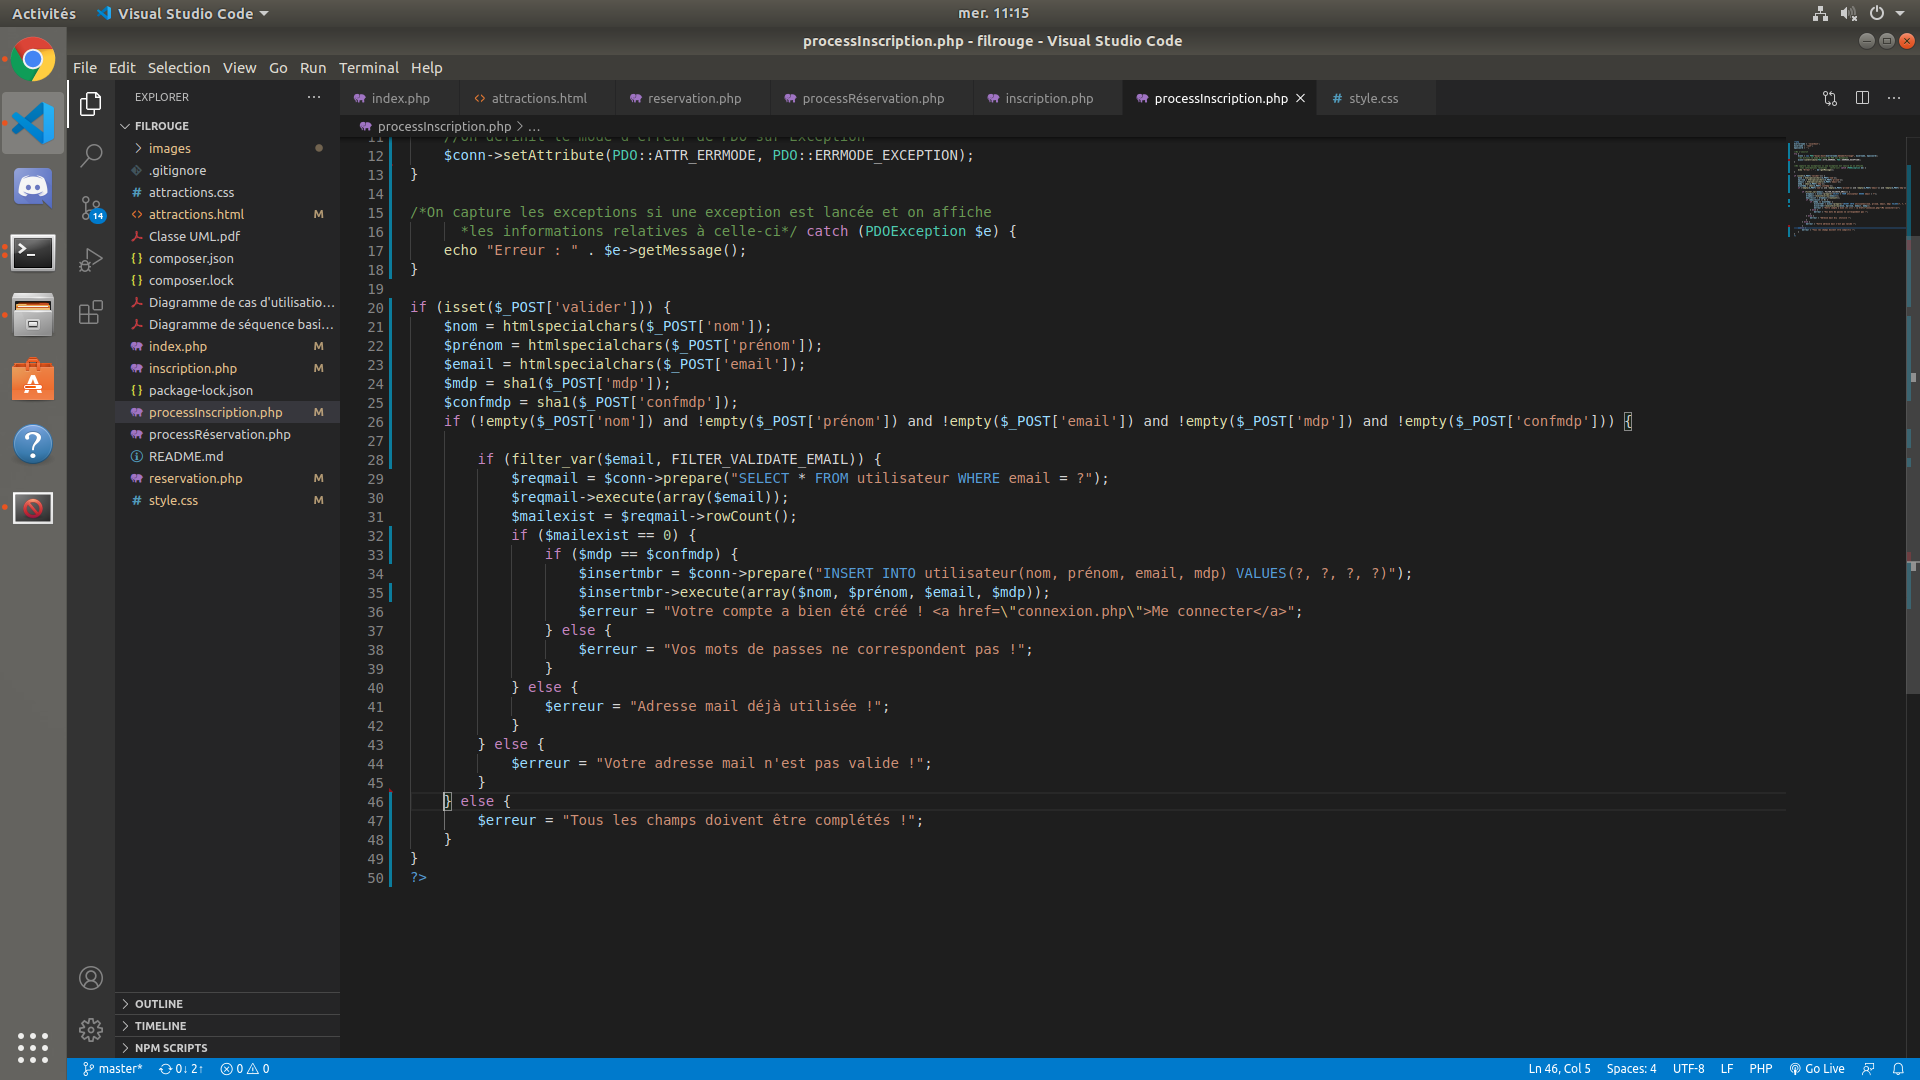 Activités
Visual Studio Code
mer. 11:15
processInscription.php - filrouge - Visual Studio Code
File Edit Selection View Go Run Terminal Help
EXPLORER
FILROUGE
images
.gitignore
attractions.css
attractions.html M
Classe UML.pdf
composer.json
composer.lock
Diagramme de cas d'utilisatio...
Diagramme de séquence basi...
index.php M
inscription.php M
package-lock.json
processInscription.php M
processRéservation.php
README.md
reservation.php M
style.css M
OUTLINE
TIMELINE
NPM SCRIPTS
14
index.php attractions.html reservation.php processRéservation.php inscription.php processInscription.php style.css
processInscription.php > ...
11 //On définit le mode d'erreur de PDO sur Exception
12 $conn->setAttribute(PDO::ATTR_ERRMODE, PDO::ERRMODE_EXCEPTION);
13 }
14
15 /*On capture les exceptions si une exception est lancée et on affiche
16 *les informations relatives à celle-ci*/ catch (PDOException $e) {
17 echo "Erreur : " . $e->getMessage();
18 }
19
20 if (isset($_POST['valider'])) {
21 $nom = htmlspecialchars($_POST['nom']);
22 $prénom = htmlspecialchars($_POST['prénom']);
23 $email = htmlspecialchars($_POST['email']);
24 $mdp = sha1($_POST['mdp']);
25 $confmdp = sha1($_POST['confmdp']);
26 if (!empty($_POST['nom']) and !empty($_POST['prénom']) and !empty($_POST['email']) and !empty($_POST['mdp']) and !empty($_POST['confmdp'])) {
27
28 if (filter_var($email, FILTER_VALIDATE_EMAIL)) {
29 $reqmail = $conn->prepare("SELECT * FROM utilisateur WHERE email = ?");
30 $reqmail->execute(array($email));
31 $mailexist = $reqmail->rowCount();
32 if ($mailexist == 0) {
33 if ($mdp == $confmdp) {
34 $insertmbr = $conn->prepare("INSERT INTO utilisateur(nom, prénom, email, mdp) VALUES(?, ?, ?, ?)");
35 $insertmbr->execute(array($nom, $prénom, $email, $mdp));
36 $erreur = "Votre compte a bien été créé ! <a href=\"connexion.php\">Me connecter</a>";
37 } else {
38 $erreur = "Vos mots de passes ne correspondent pas !";
39 }
40 } else {
41 $erreur = "Adresse mail déjà utilisée !";
42 }
43 } else {
44 $erreur = "Votre adresse mail n'est pas valide !";
45 }
46 } else {
47 $erreur = "Tous les champs doivent être complétés !";
48 }
49 }
50 ?>
master* 0↓ 2↑ 0 0
Ln 46, Col 5 Spaces: 4 UTF-8 LF PHP Go Live